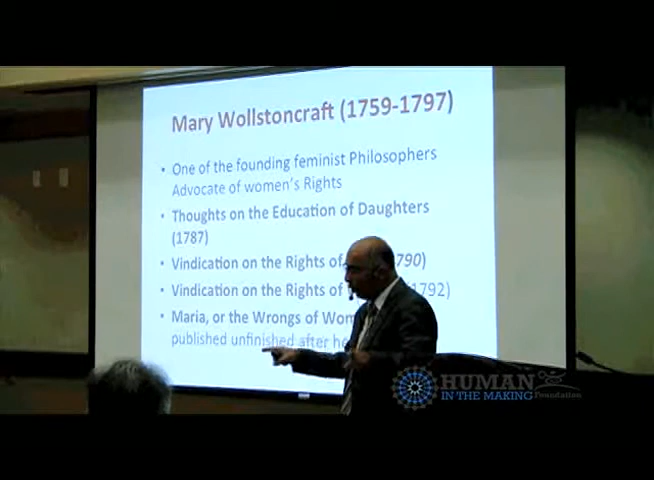 Mary Wollstoncraft (1759-1797)
• One of the founding feminist Philosophers
Advocate of women's Rights
• Thoughts on the Education of Daughters
(1787)
• Vindication on the Rights of 790)
• Vindication on the Rights of (1792)
• Maria, or the Wrongs of Wom
published unfinished after he
HUMAN
IN THE MAKING Foundation